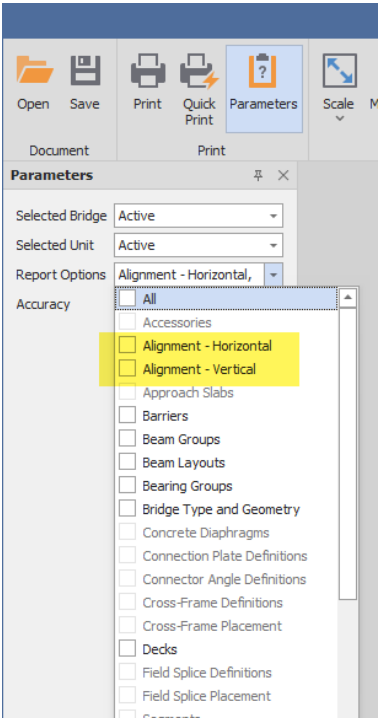 Open
Save
Print
Quick
Print
Parameters
Scale
M
Document
Print
Parameters
Selected Bridge Active
Selected Unit Active
Report Options Alignment - Horizontal,
Accuracy
All
Accessories
Alignment - Horizontal
Alignment - Vertical
Approach Slabs
Barriers
Beam Groups
Beam Layouts
Bearing Groups
Bridge Type and Geometry
Concrete Diaphragms
Connection Plate Definitions
Connector Angle Definitions
Cross-Frame Definitions
Cross-Frame Placement
Decks
Field Splice Definitions
Field Splice Placement
Segments